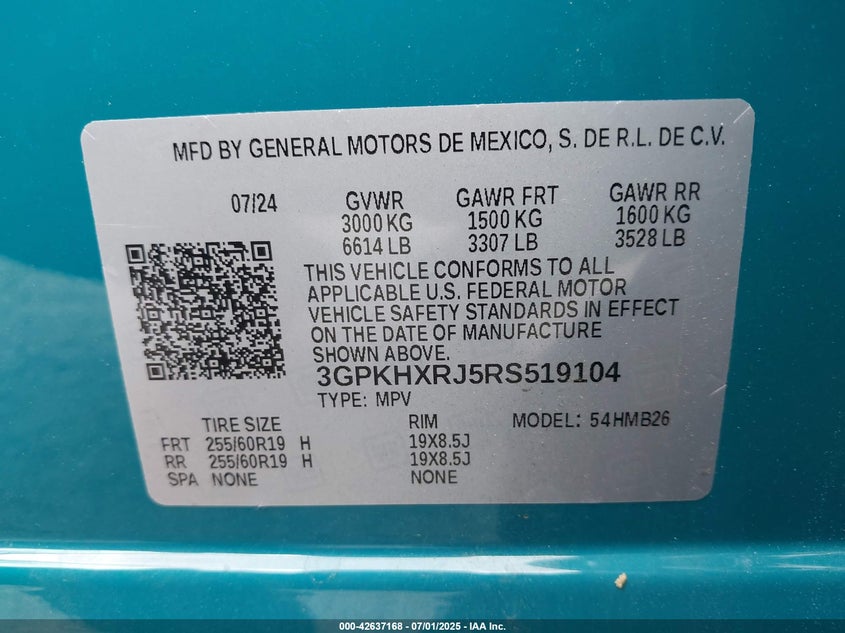 MFD BY GENERAL MOTORS DE MEXICO, S. DE R.L. DE C.V.
07/24 GVWR GAWR FRT GAWR RR
3000 KG 1500 KG 1600 KG
6614 LB 3307 LB 3528 LB
THIS VEHICLE CONFORMS TO ALL
APPLICABLE U.S. FEDERAL MOTOR
VEHICLE SAFETY STANDARDS IN EFFECT
ON THE DATE OF MANUFACTURE
SHOWN ABOVE.
3GPKHXRJ5RS519104
TYPE: MPV
TIRE SIZE RIM MODEL: 54HMB26
FRT 255/60R19 H 19X8.5J
RR 255/60R19 H 19X8.5J
SPA NONE NONE
000-42637168 - 07/01/2025 - IAA Inc.